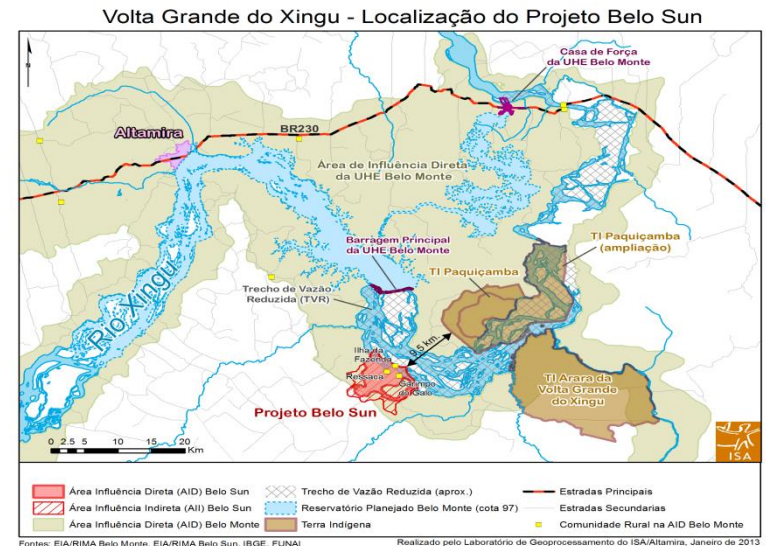 Volta Grande do Xingu - Localização do Projeto Belo Sun
N
Casa de Força
da UHE Belo Monte
Altamira
BR230
Área de Influência Direta
da UHE Belo Monte
Barragem Principal
da UHE Belo Monte
TI Paquiçamba
(ampliação)
TI Paquiçamba
Trecho de Vazão
Reduzida (TVR)
Rio Xingu
9,5 km.
Ilha da
Fazenda
Ressaca
Garimpo
do Galo
Projeto Belo Sun
TI Arara da
Volta Grande
do Xingu
0 2.5 5 10 15 20
Km
ISA
Área Influência Direta (AID) Belo Sun
Trecho de Vazão Reduzida (aprox.)
Estradas Principais
Área Influência Indireta (AII) Belo Sun
Reservatório Planejado Belo Monte (cota 97)
Estradas Secundarias
Área Influência Direta (AID) Belo Monte
Terra Indígena
Comunidade Rural na AID Belo Monte
Fontes: EIA/RIMA Belo Monte, EIA/RIMA Belo Sun, IBGE, FUNAI
Realizado pelo Laboratório de Geoprocessamento do ISA/Altamira, Janeiro de 2013